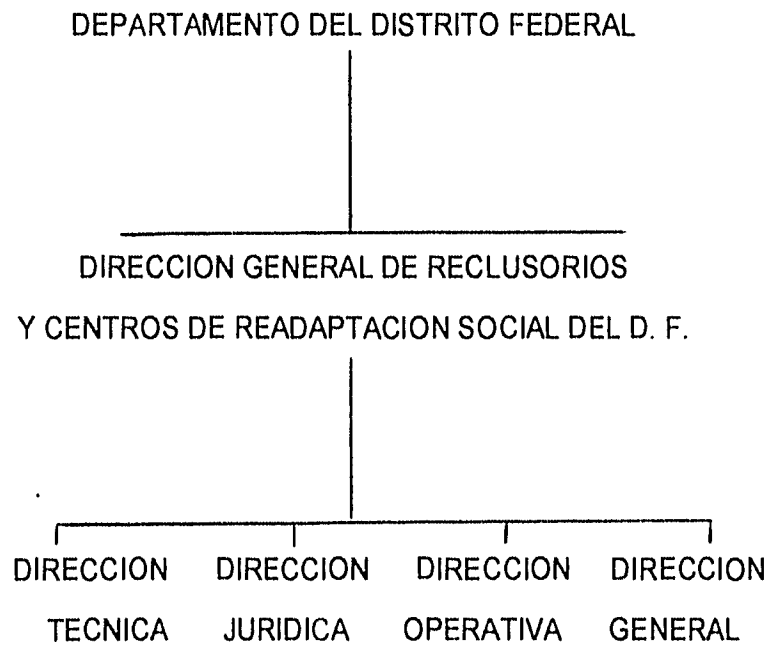 DEPARTAMENTO DEL DISTRITO FEDERAL
DIRECCION GENERAL DE RECLUSORIOS
Y CENTROS DE READAPTACION SOCIAL DEL D. F.
DIRECCION DIRECCION DIRECCION DIRECCION
TECNICA JURIDICA OPERATIVA GENERAL